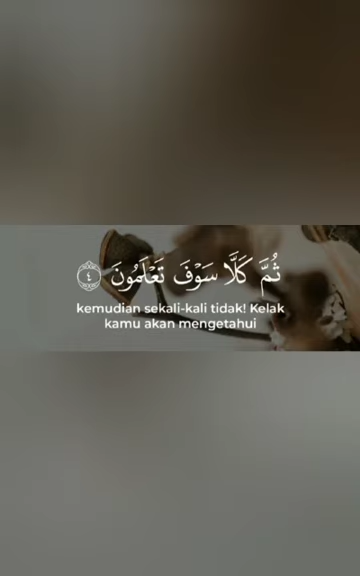 ثُمَّ كَلَّا سَوْفَ تَعْلَمُونَ ٤
kemudian sekali-kali tidak! Kelak
kamu akan mengetahui